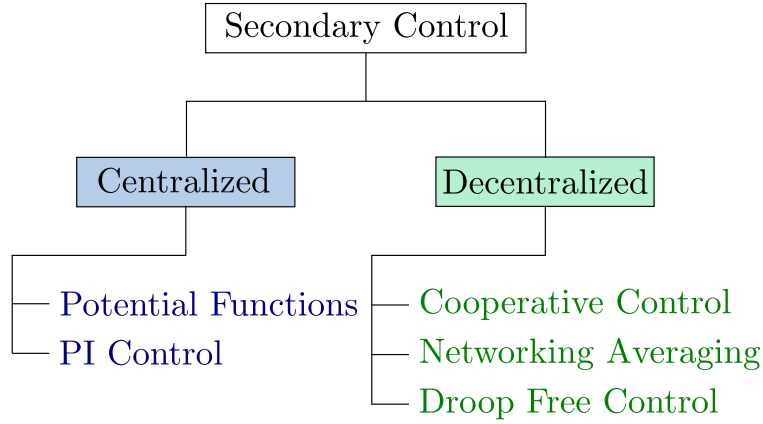 Secondary Control
Centralized
Decentralized
Potential Functions
PI Control
Cooperative Control
Networking Averaging
Droop Free Control